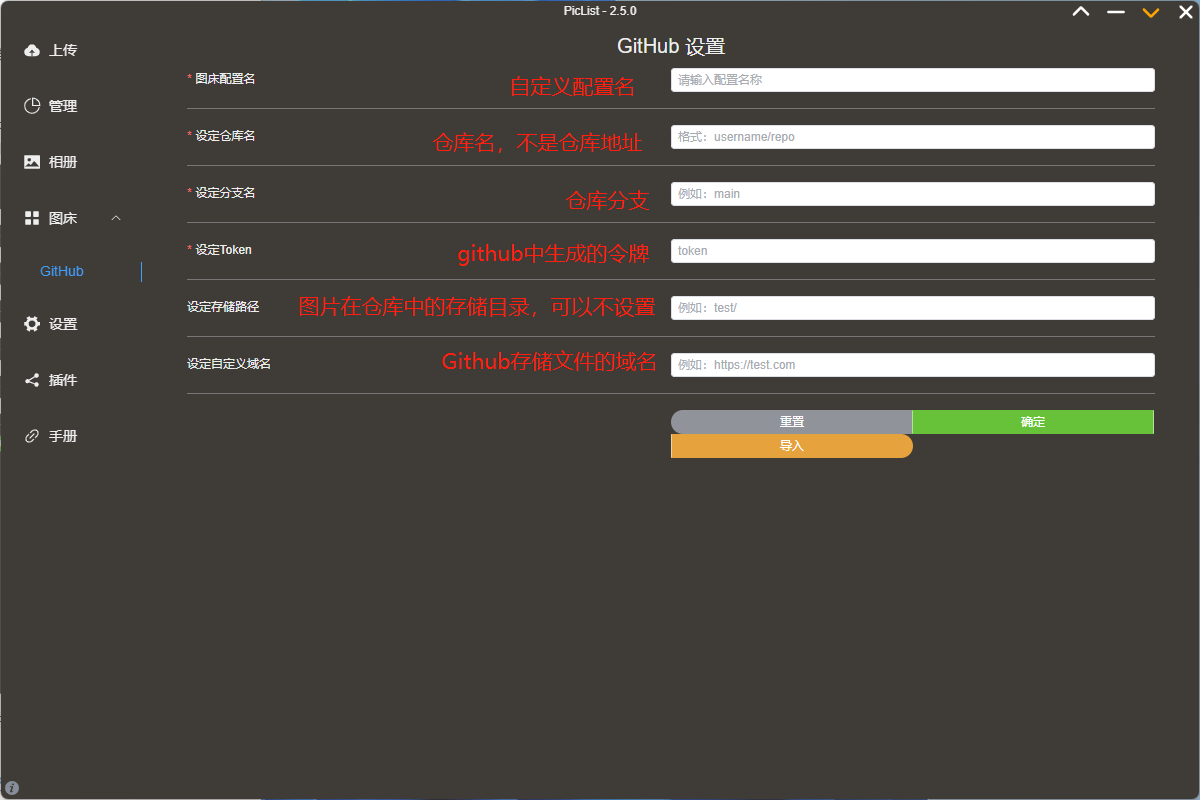 PicList - 2.5.0
上传
管理
相册
图床
GitHub
设置
插件
手册
GitHub 设置
* 图床配置名
自定义配置名
请输入配置名称
* 设定仓库名
仓库名，不是仓库地址
格式：username/repo
* 设定分支名
仓库分支
例如：main
* 设定Token
github中生成的令牌
token
设定存储路径
图片在仓库中的存储目录，可以不设置
例如：test/
设定自定义域名
Github存储文件的域名
例如：https://test.com
重置
确定
导入